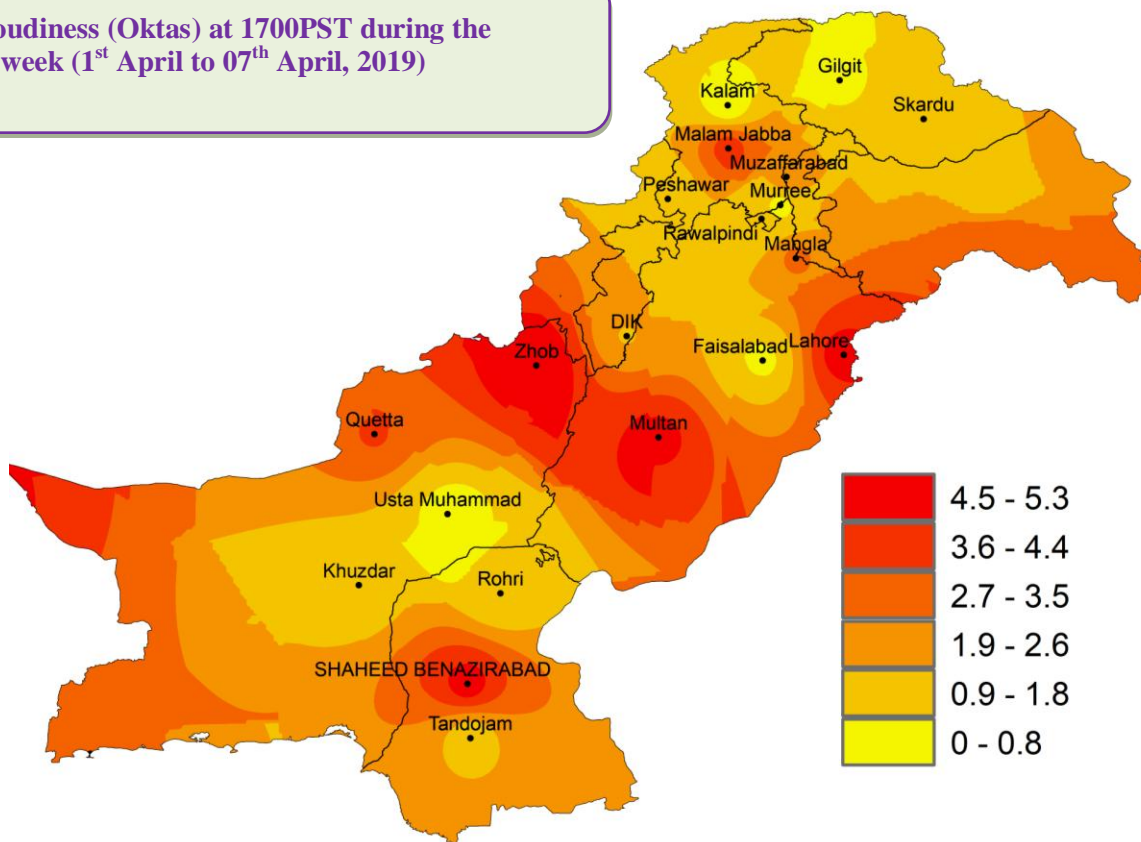 oudiness (Oktas) at 1700PST during the
week (1st April to 07th April, 2019)
Gilgit
Kalam
Skardu
Malam Jabba
Muzaffarabad
Peshawar
Murree
Rawalpindi
Mangla
DIK
Zhob
Faisalabad
Lahore
Quetta
Multan
Usta Muhammad
Khuzdar
Rohri
SHAHEED BENAZIRABAD
Tandojam
4.5 - 5.3
3.6 - 4.4
2.7 - 3.5
1.9 - 2.6
0.9 - 1.8
0 - 0.8